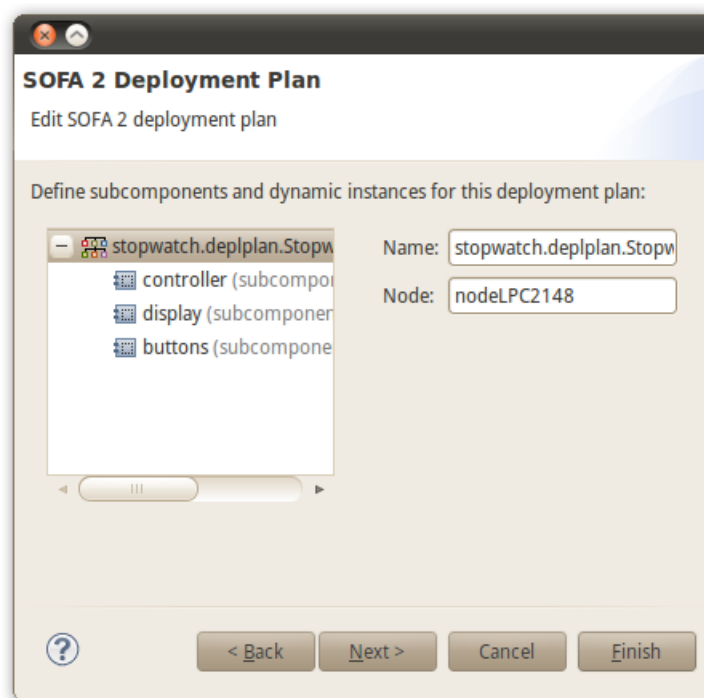 SOFA 2 Deployment Plan
Edit SOFA 2 deployment plan
Define subcomponents and dynamic instances for this deployment plan:
stopwatch.deplplan.Stopw
controller (subcompor
display (subcomponen
buttons (subcompone
Name: stopwatch.deplplan.Stopw
Node: nodeLPC2148
< Back Next > Cancel Finish